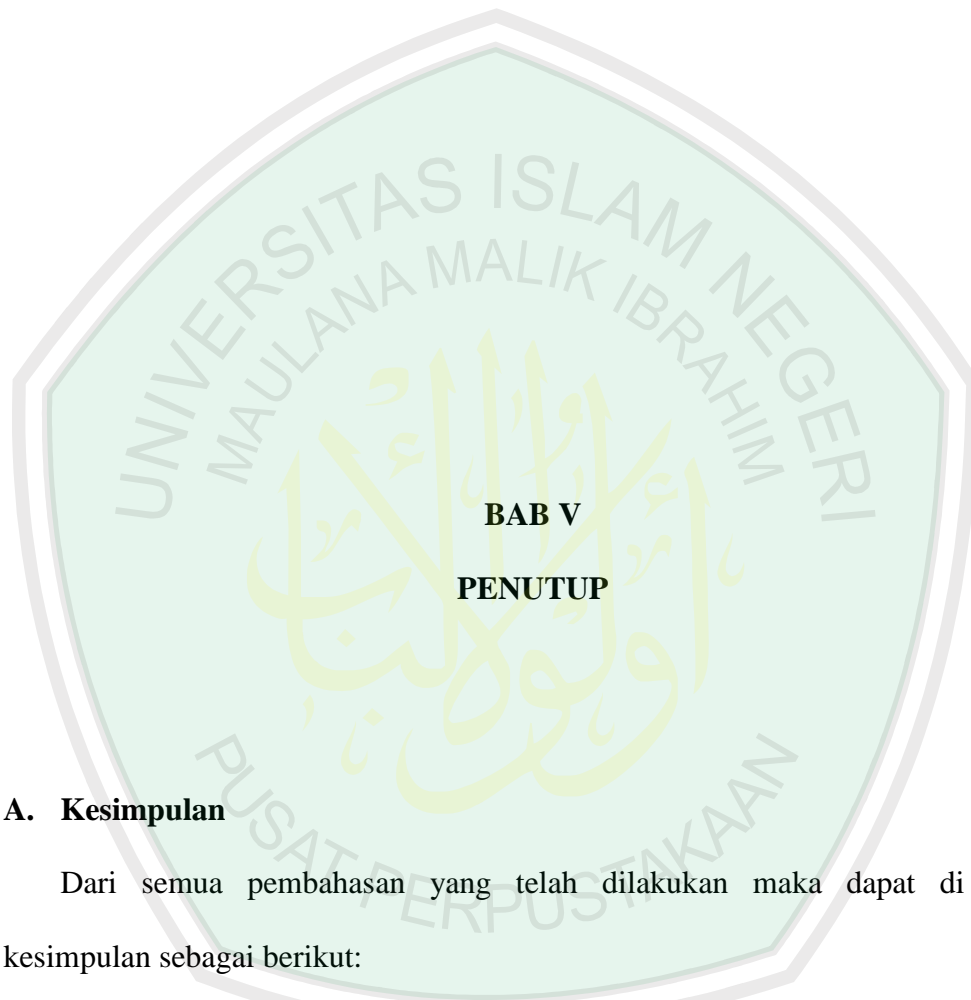 UNIVERSITAS ISLAM NEGERI
MAULANA MALIK IBRAHIM
BAB V
PENUTUP
PUSAT PERPUSTAKAAN
A. Kesimpulan
Dari semua pembahasan yang telah dilakukan maka dapat di
kesimpulan sebagai berikut: